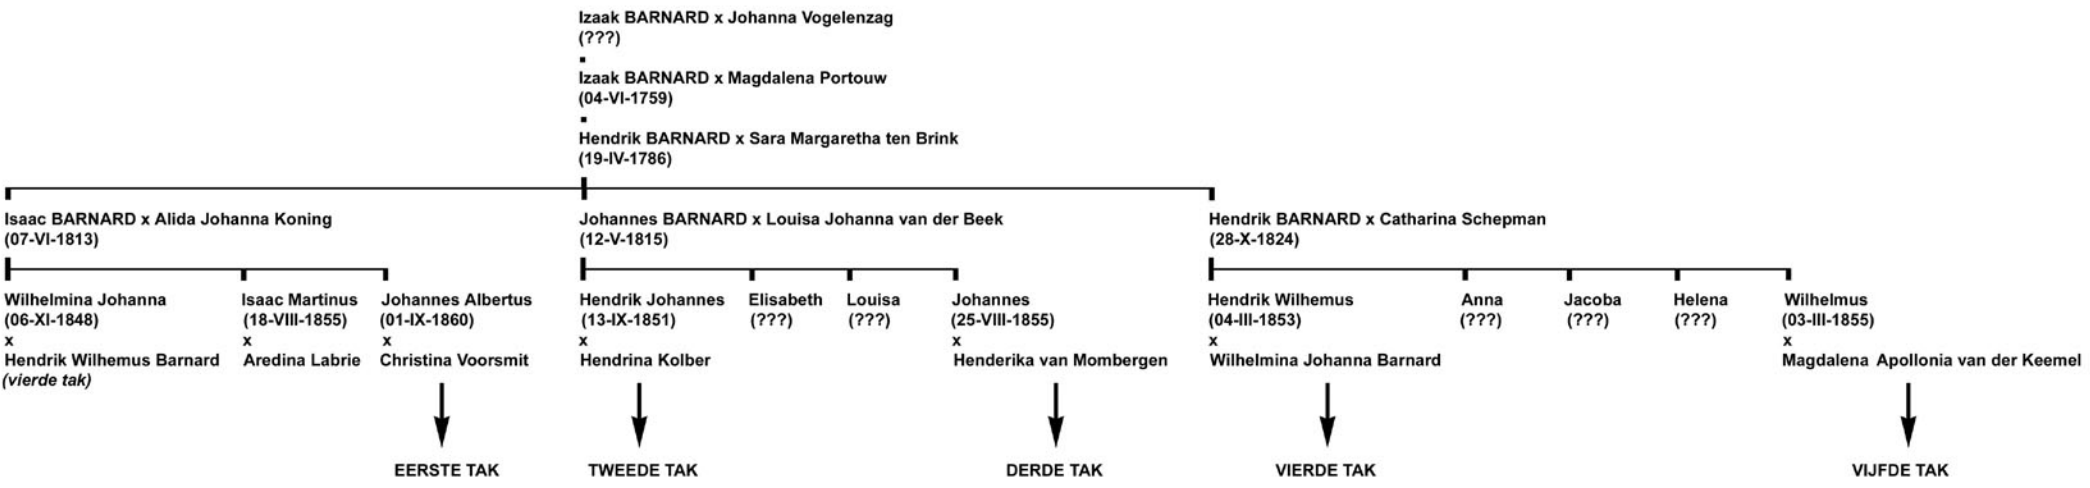 Izaak BARNARD x Johanna Vogelenzag
(???)
Izaak BARNARD x Magdalena Portouw
(04-VI-1759)
Hendrik BARNARD x Sara Margaretha ten Brink
(19-IV-1786)
Isaac BARNARD x Alida Johanna Koning
(07-VI-1813)
Johannes BARNARD x Louisa Johanna van der Beek
(12-V-1815)
Hendrik BARNARD x Catharina Schepman
(28-X-1824)
Wilhelmina Johanna
(06-XI-1848)
x
Hendrik Wilhemus Barnard
(vierde tak)
Isaac Martinus
(18-VIII-1855)
x
Aredina Labrie
Johannes Albertus
(01-IX-1860)
x
Christina Voorsmit
EERSTE TAK
Hendrik Johannes
(13-IX-1851)
x
Hendrina Kolber
TWEEDE TAK
Elisabeth
(???)
Louisa
(???)
Johannes
(25-VIII-1855)
x
Henderika van Mombergen
DERDE TAK
Hendrik Wilhemus
(04-III-1853)
x
Wilhelmina Johanna Barnard
VIERDE TAK
Anna
(???)
Jacoba
(???)
Helena
(???)
Wilhelmus
(03-III-1855)
x
Magdalena Apollonia van der Keemel
VIJFDE TAK